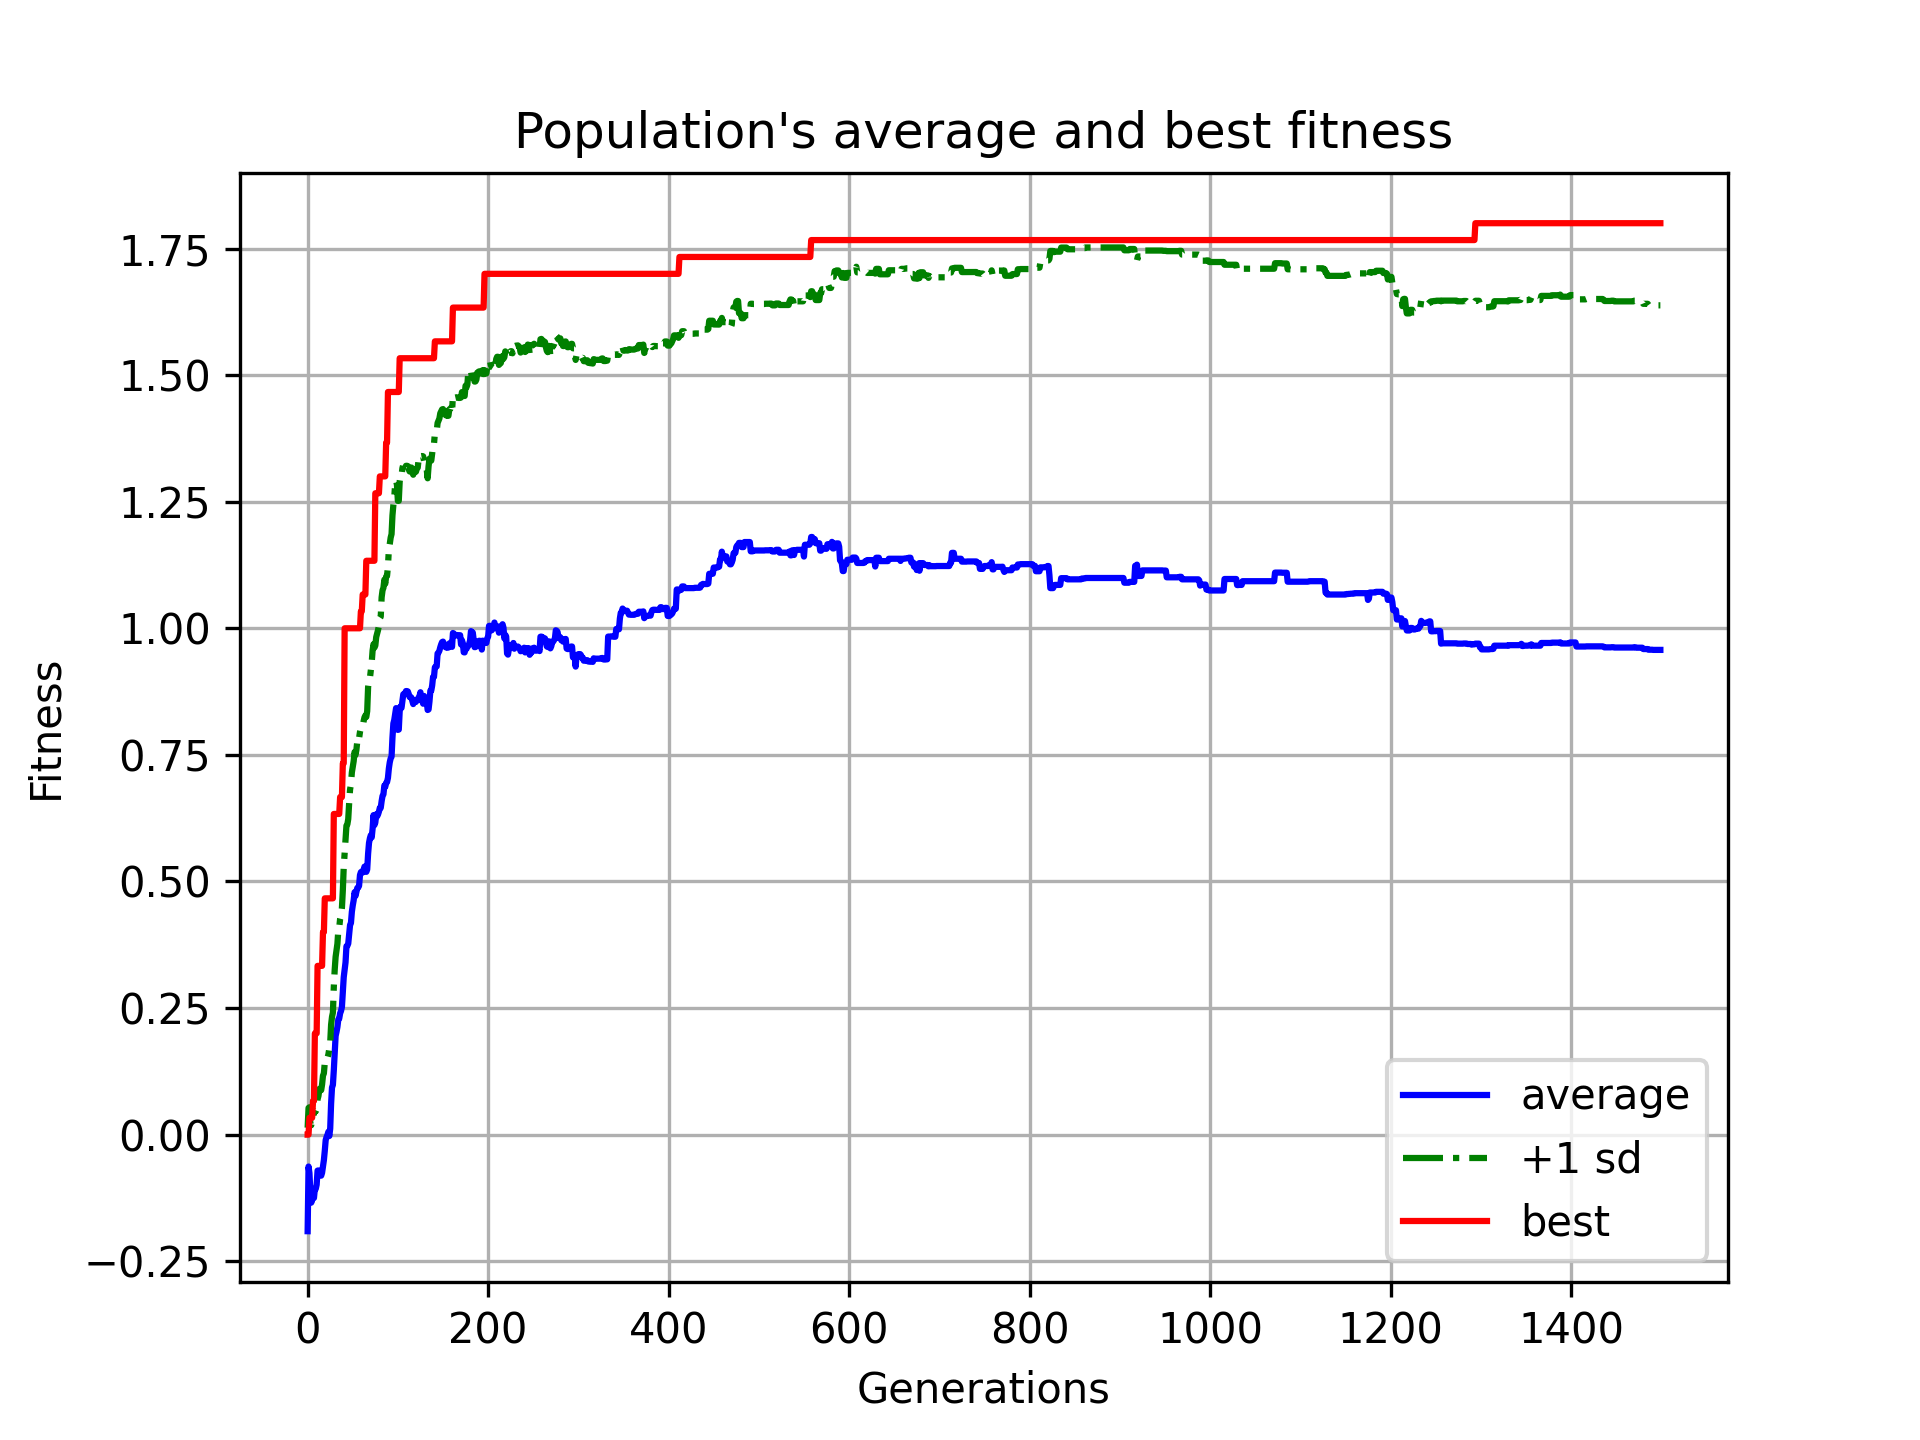 Population's average and best fitness
Fitness
1.75
1.50
1.25
1.00
0.75
0.50
0.25
0.00
−0.25
average
+1 sd
best
0 200 400 600 800 1000 1200 1400
Generations